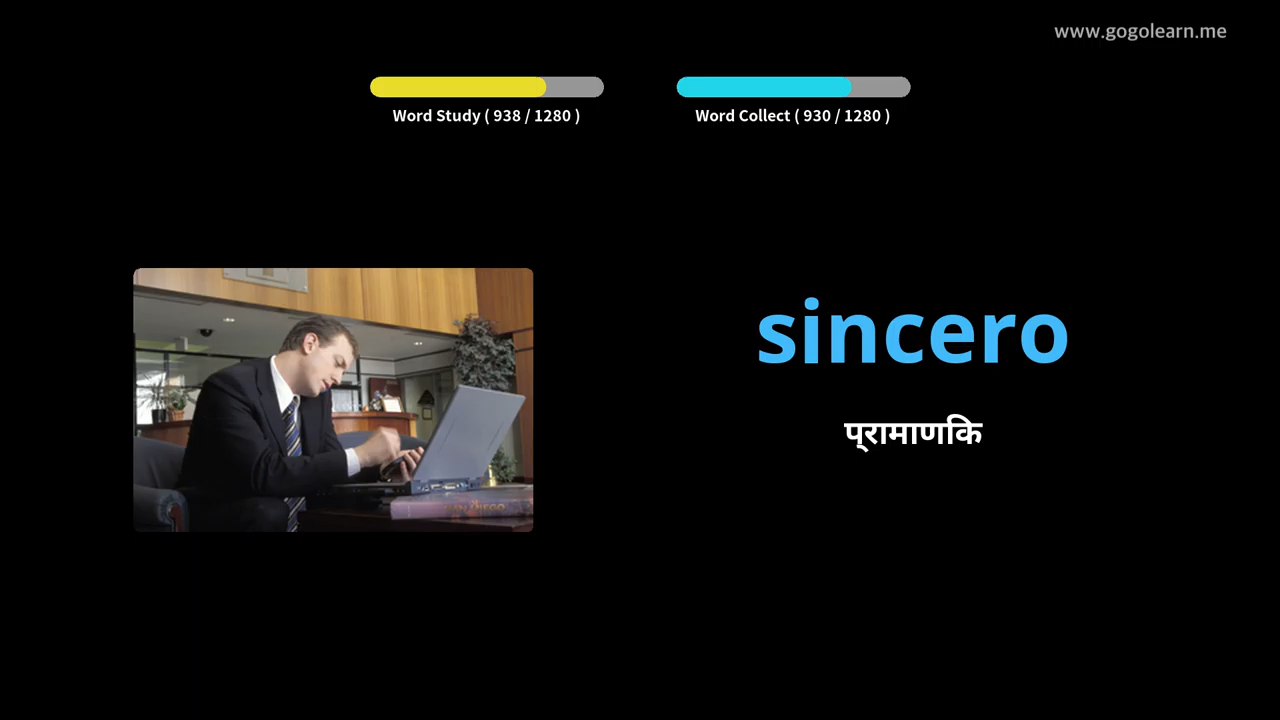 www.gogolearn.me
Word Study ( 938 / 1280 )
Word Collect ( 930 / 1280 )
sincero
प्रामाणकि